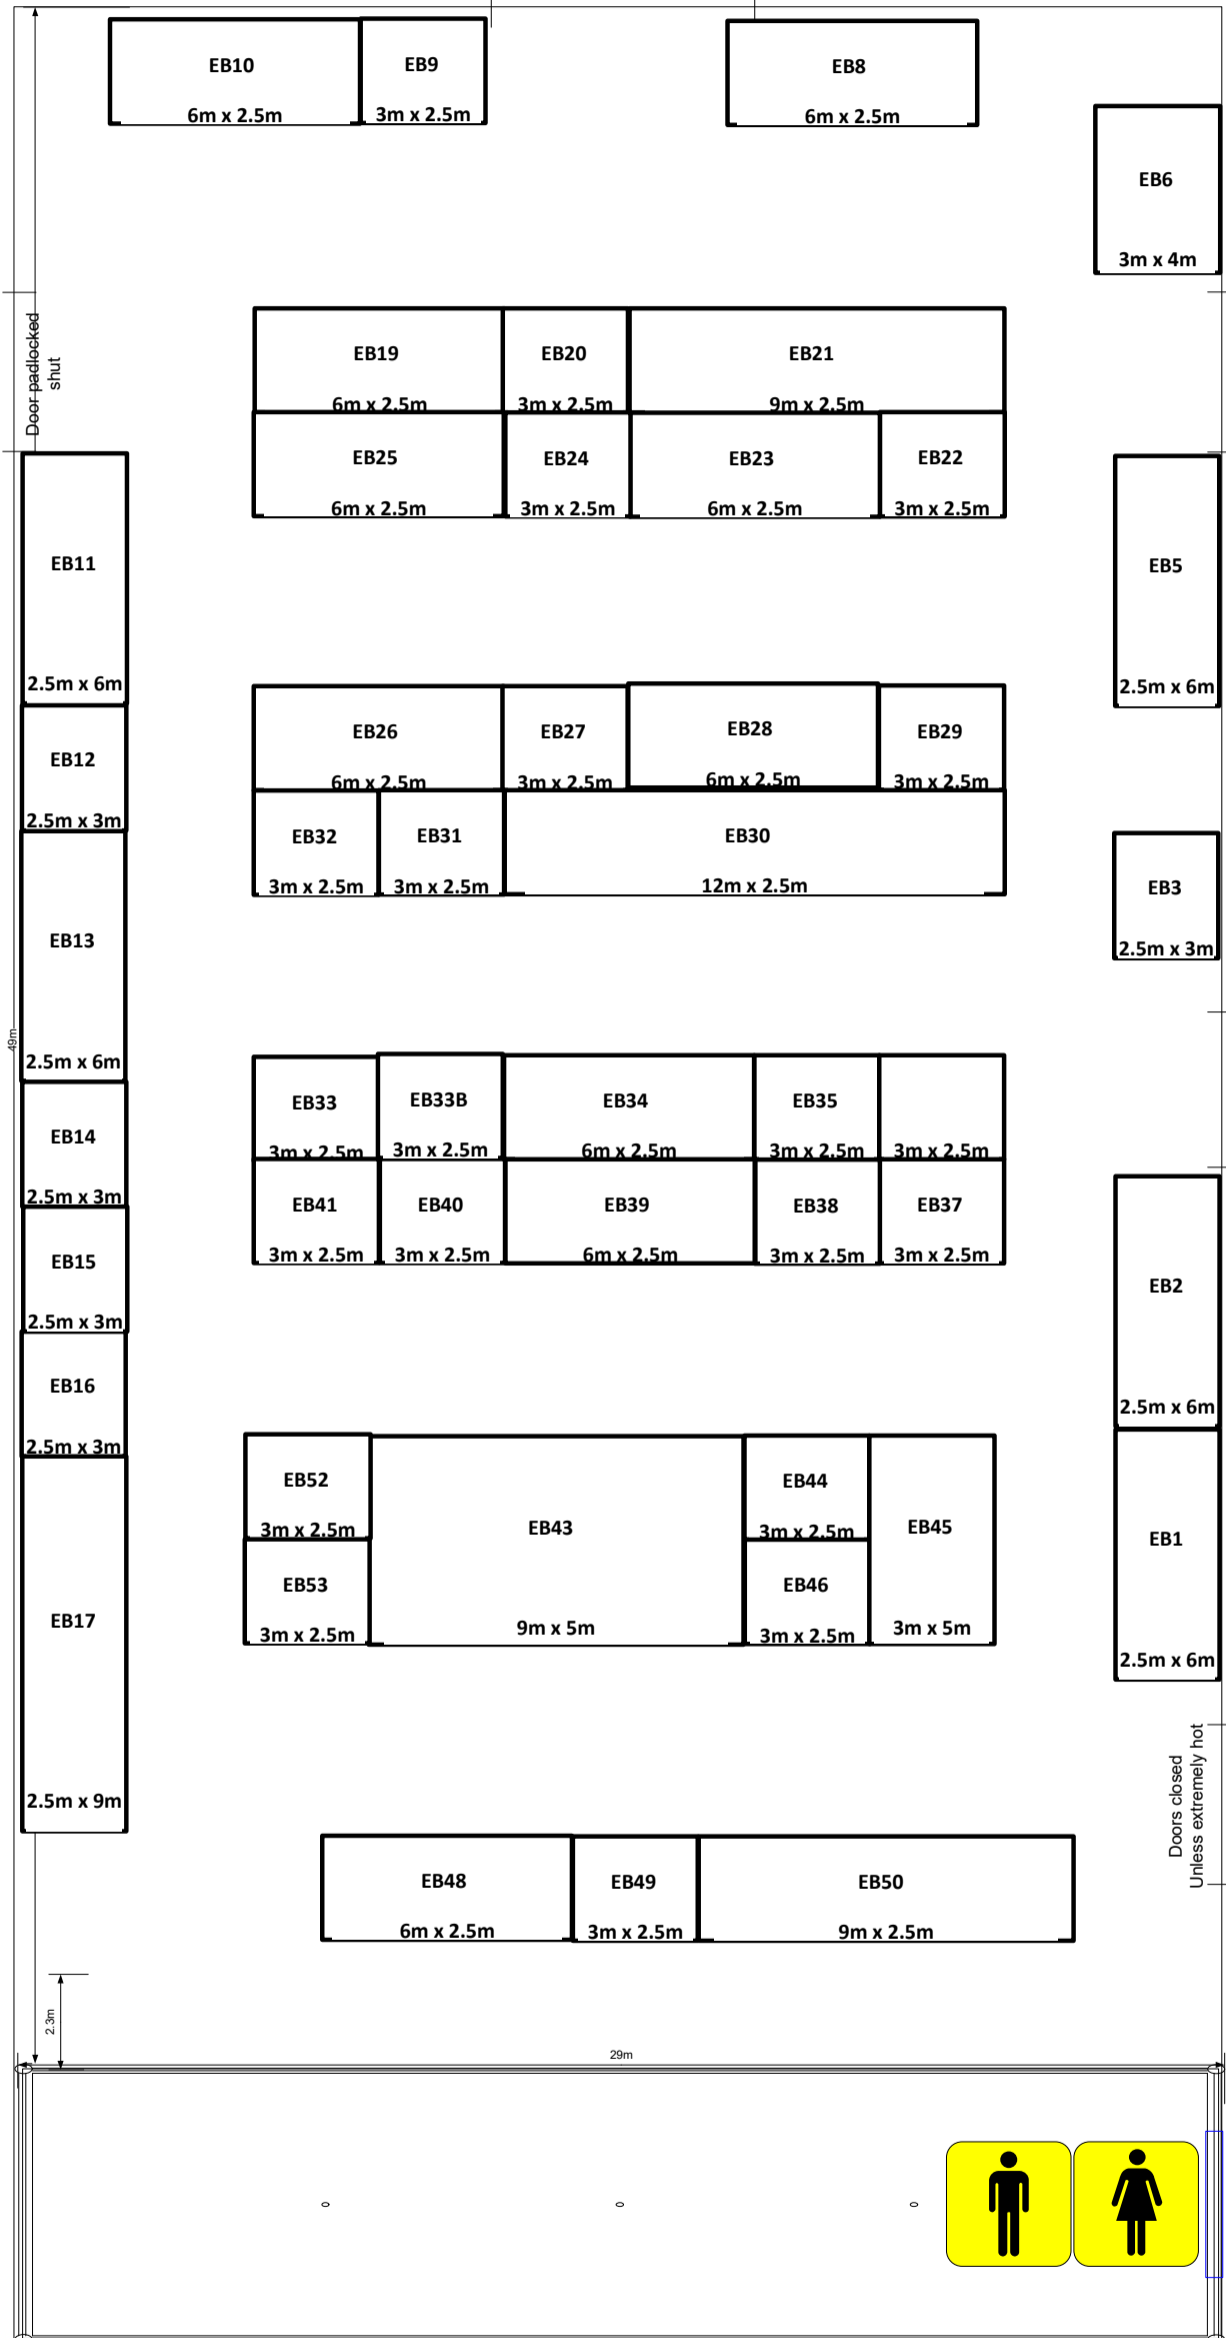 EB10
6m x 2.5m
EB9
3m x 2.5m
EB8
6m x 2.5m
EB6
3m x 4m
Door padlocked
shut
EB19
6m x 2.5m
EB20
3m x 2.5m
EB21
9m x 2.5m
EB25
6m x 2.5m
EB24
3m x 2.5m
EB23
6m x 2.5m
EB22
3m x 2.5m
EB11
2.5m x 6m
EB5
2.5m x 6m
EB12
2.5m x 3m
EB26
6m x 2.5m
EB27
3m x 2.5m
EB28
6m x 2.5m
EB29
3m x 2.5m
EB32
3m x 2.5m
EB31
3m x 2.5m
EB30
12m x 2.5m
EB3
2.5m x 3m
EB13
2.5m x 6m
49m
EB33
3m x 2.5m
EB33B
3m x 2.5m
EB34
6m x 2.5m
EB35
3m x 2.5m
3m x 2.5m
EB14
2.5m x 3m
EB41
3m x 2.5m
EB40
3m x 2.5m
EB39
6m x 2.5m
EB38
3m x 2.5m
EB37
3m x 2.5m
EB15
2.5m x 3m
EB2
2.5m x 6m
EB16
2.5m x 3m
EB52
3m x 2.5m
EB43
9m x 5m
EB44
3m x 2.5m
EB45
3m x 5m
EB53
3m x 2.5m
EB46
3m x 2.5m
EB1
2.5m x 6m
EB17
2.5m x 9m
Doors closed
Unless extremely hot
EB48
6m x 2.5m
EB49
3m x 2.5m
EB50
9m x 2.5m
2.3m
29m
0
0
0